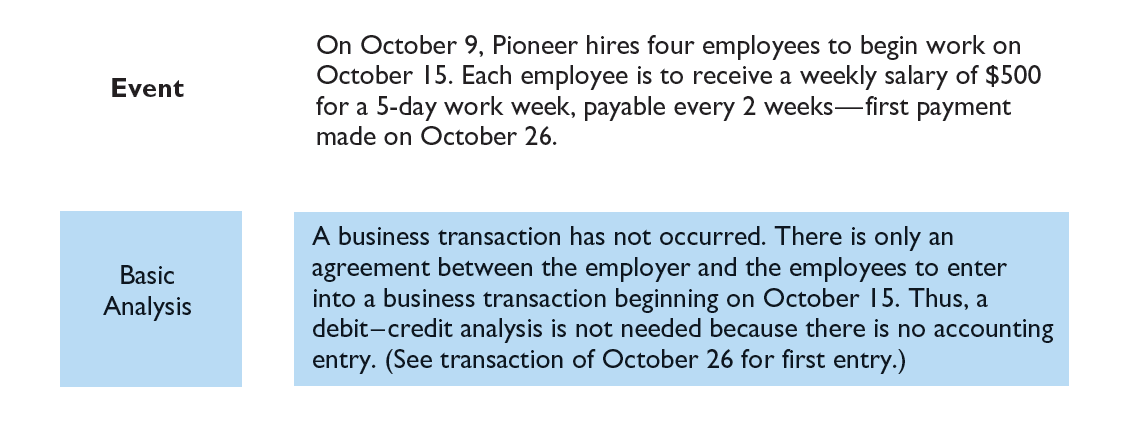 Event
On October 9, Pioneer hires four employees to begin work on
October 15. Each employee is to receive a weekly salary of $500
for a 5-day work week, payable every 2 weeks—first payment
made on October 26.
Basic
Analysis
A business transaction has not occurred. There is only an
agreement between the employer and the employees to enter
into a business transaction beginning on October 15. Thus, a
debit–credit analysis is not needed because there is no accounting
entry. (See transaction of October 26 for first entry.)